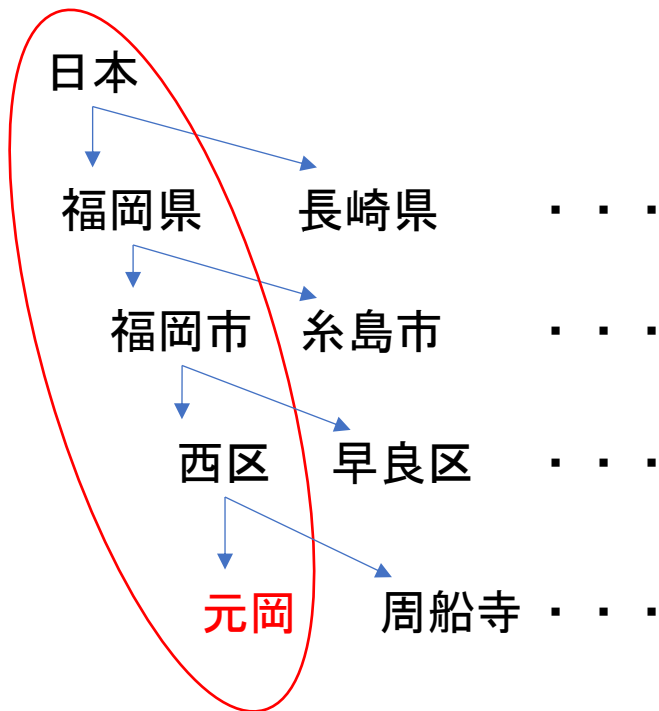 日本
福岡県 長崎県 ・・・
福岡市 糸島市 ・・・
西区 早良区 ・・・
元岡 周船寺 ・・・